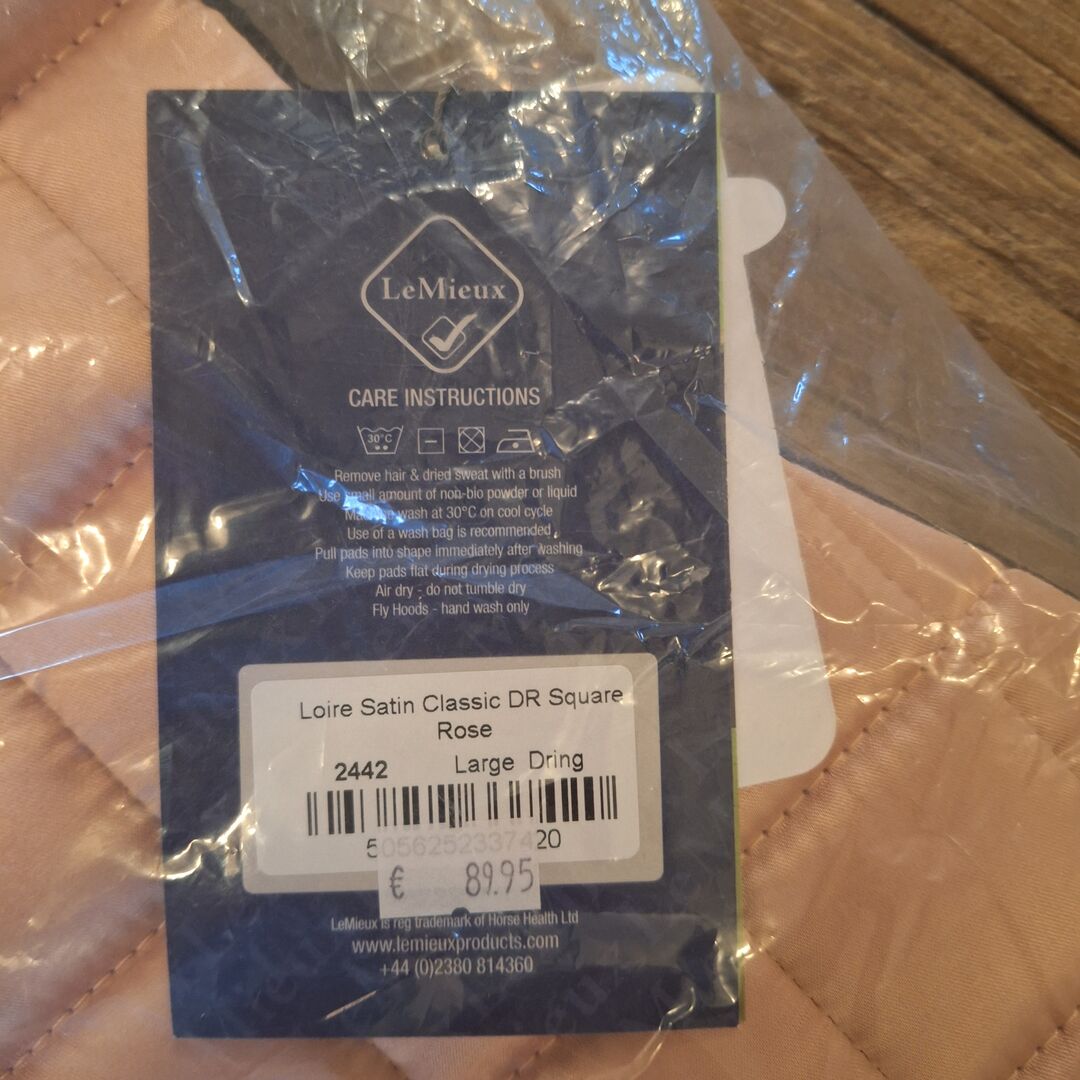 LeMieux
CARE INSTRUCTIONS
30°C
Remove hair & dried sweat with a brush
Use small amount of non-bio powder or liquid
Machine wash at 30°C on cool cycle
Use of a wash bag is recommended
Pull pads into shape immediately after washing
Keep pads flat during drying process
Air dry - do not tumble dry
Fly Hoods - hand wash only
Loire Satin Classic DR Square
Rose
2442 Large Dring
5056252337420
€ 89.95
LeMieux is reg trademark of Horse Health Ltd
www.lemieuxproducts.com
+44 (0)2380 814360